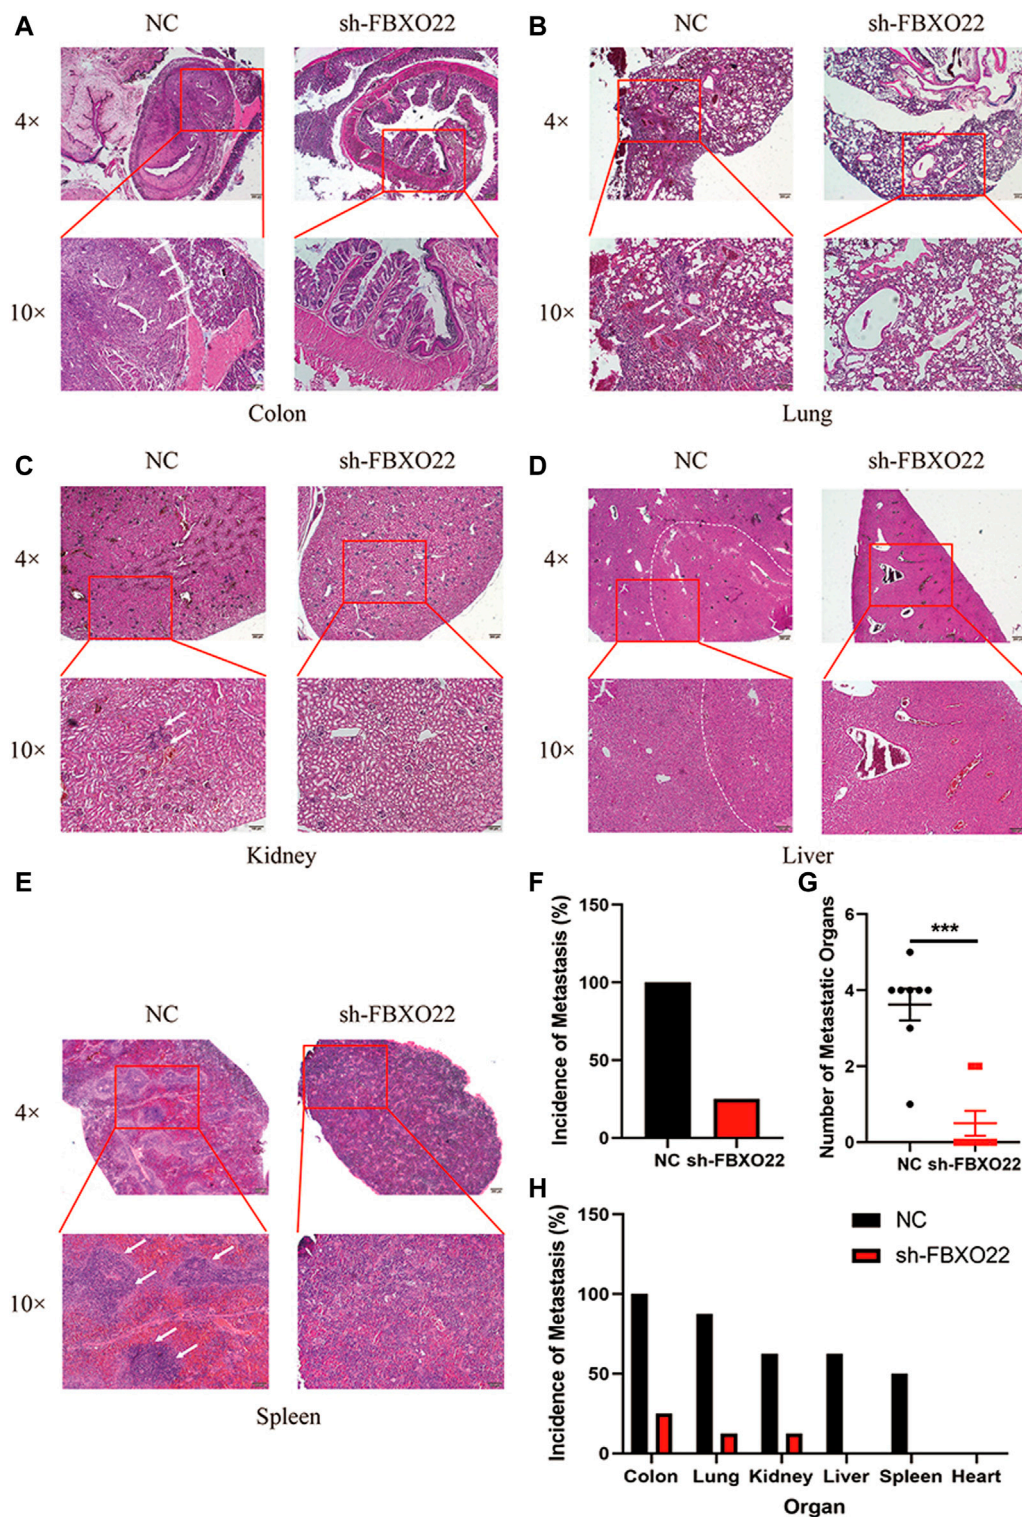 A
NC
sh-FBXO22
B
NC
sh-FBXO22
4×
4×
10×
10×
Colon
Lung
C
NC
sh-FBXO22
D
NC
sh-FBXO22
4×
4×
10×
10×
Kidney
Liver
E
NC
sh-FBXO22
4×
10×
Spleen
F
Incidence of Metastasis (%)
150
100
50
0
NC
sh-FBXO22
G
Number of Metastatic Organs
6
4
2
0
***
NC
sh-FBXO22
H
Incidence of Metastasis (%)
150
100
50
0
NC
sh-FBXO22
Colon
Lung
Kidney
Liver
Spleen
Heart
Organ